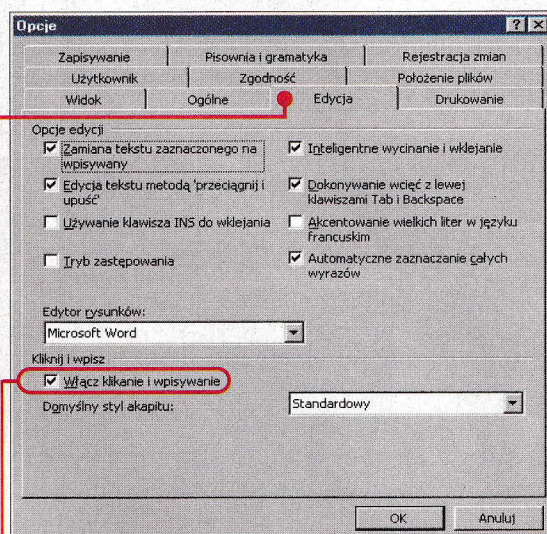 Opcje
Zapisywanie Pisownia i gramatyka Rejestracja zmian
Użytkownik Zgodność Położenie plików
Widok Ogólne Edycja Drukowanie
Opcje edycji
Zamiana tekstu zaznaczonego na wpisywany
Inteligentne wycinanie i wklejanie
Edycja tekstu metodą 'przeciągnij i upuść'
Dokonywanie wcięć z lewej klawiszami Tab i Backspace
Używanie klawisza INS do wklejania
Akcentowanie wielkich liter w języku francuskim
Tryb zastępowania
Automatyczne zaznaczanie całych wyrazów
Edytor rysunków:
Microsoft Word
Kliknij i wpisz
Włącz klikanie i wpisywanie
Domyślny styl akapitu: Standardowy
OK Anuluj